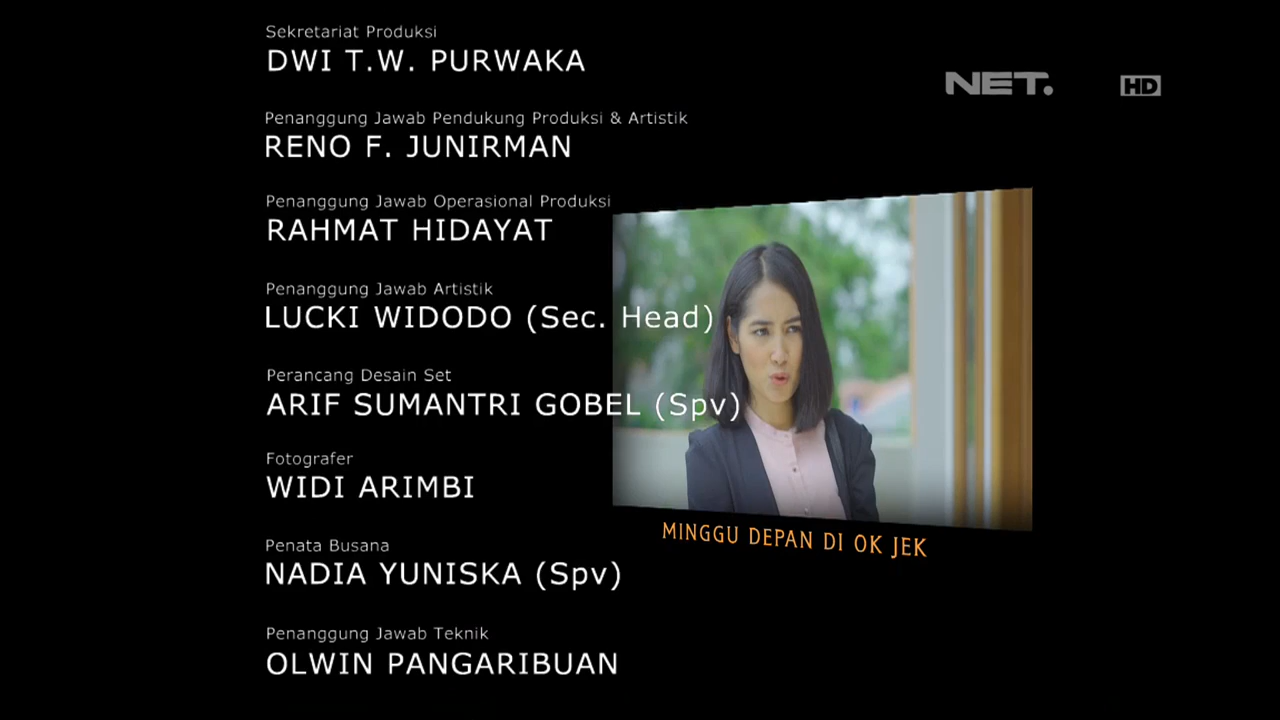 Sekretariat Produksi
DWI T.W. PURWAKA
NET.
HD
Penanggung Jawab Pendukung Produksi & Artistik
RENO F. JUNIRMAN
Penanggung Jawab Operasional Produksi
RAHMAT HIDAYAT
Penanggung Jawab Artistik
LUCKI WIDODO (Sec. Head)
Perancang Desain Set
ARIF SUMANTRI GOBEL (Spv)
Fotografer
WIDI ARIMBI
MINGGU DEPAN DI OK JEK
Penata Busana
NADIA YUNISKA (Spv)
Penanggung Jawab Teknik
OLWIN PANGARIBUAN